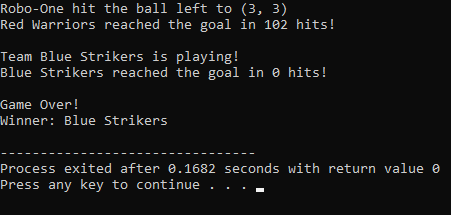 Robo-One hit the ball left to (3, 3)
Red Warriors reached the goal in 102 hits!
Team Blue Strikers is playing!
Blue Strikers reached the goal in 0 hits!
Game Over!
Winner: Blue Strikers
--------------------------------
Process exited after 0.1682 seconds with return value 0
Press any key to continue . . .